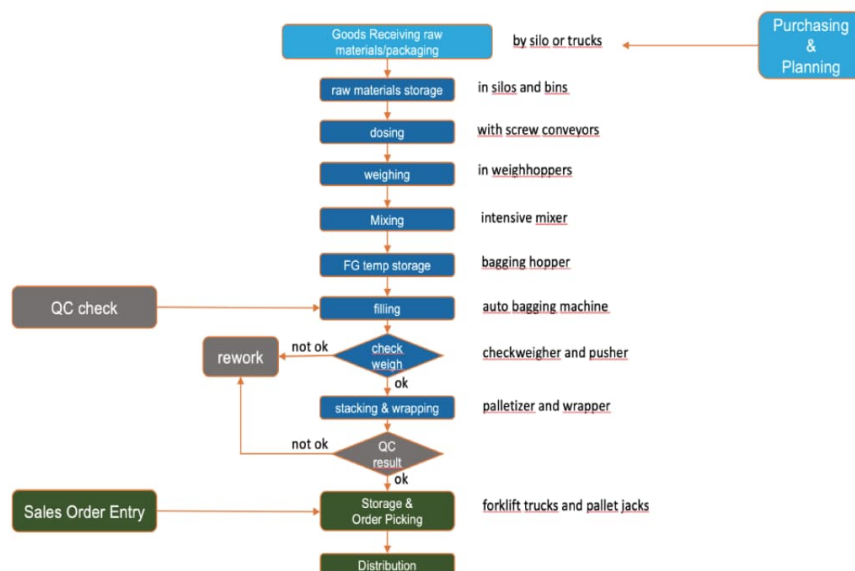 Goods Receiving raw
materials/packaging
by silo or trucks
Purchasing
&
Planning
raw materials storage
in silos and bins
dosing
with screw conveyors
weighing
in weighhoppers
Mixing
intensive mixer
FG temp storage
bagging hopper
QC check
filling
auto bagging machine
rework
not ok
check
weigh
checkweigher and pusher
ok
stacking & wrapping
palletizer and wrapper
not ok
QC
result
ok
Sales Order Entry
Storage &
Order Picking
forklift trucks and pallet jacks
Distribution